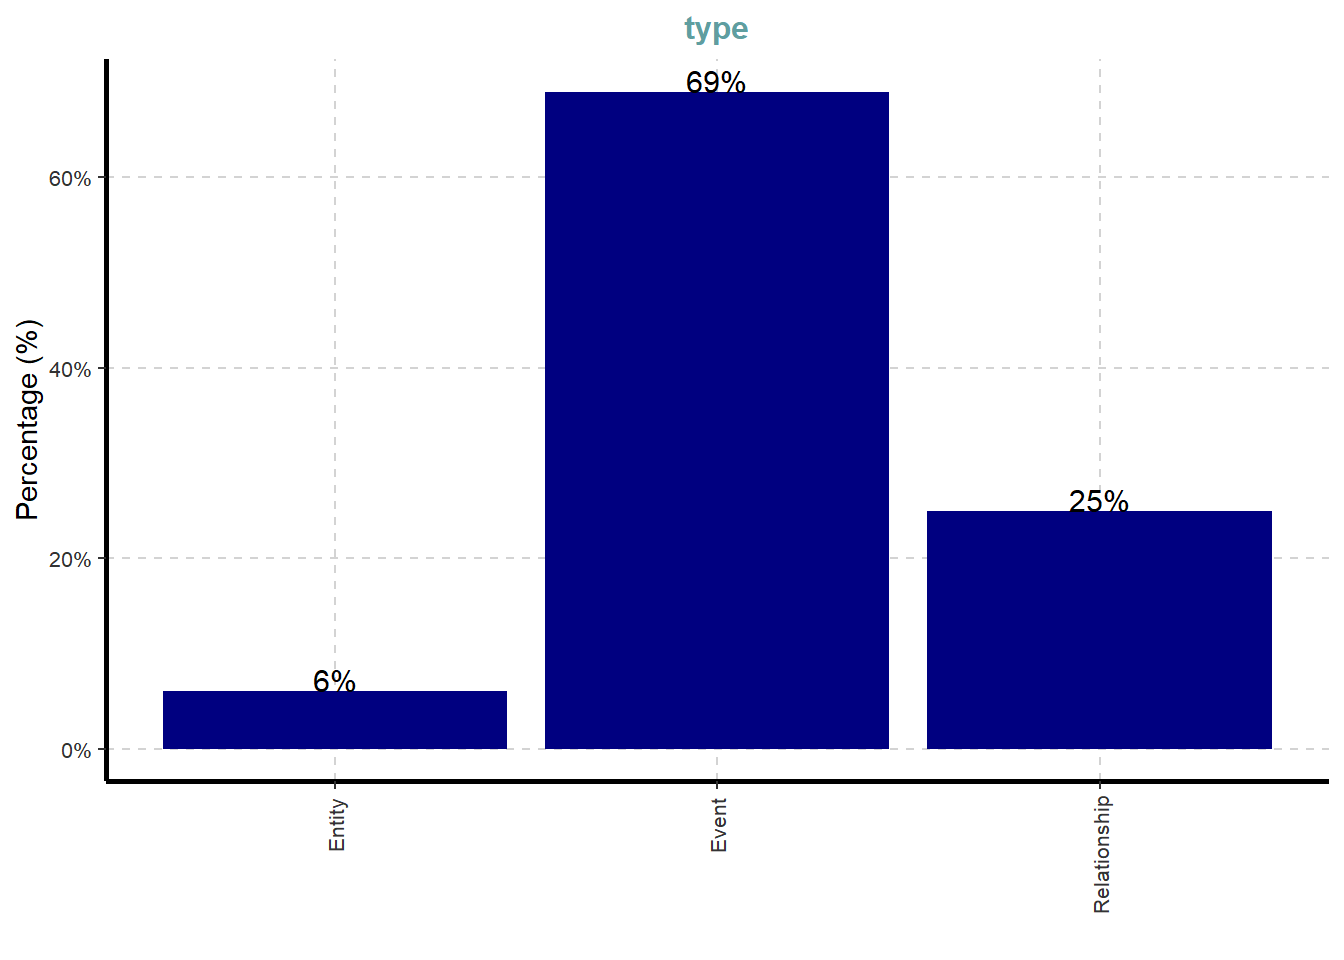 type
69%
60%
Percentage (%)
40%
25%
20%
6%
0%
Entity
Event
Relationship